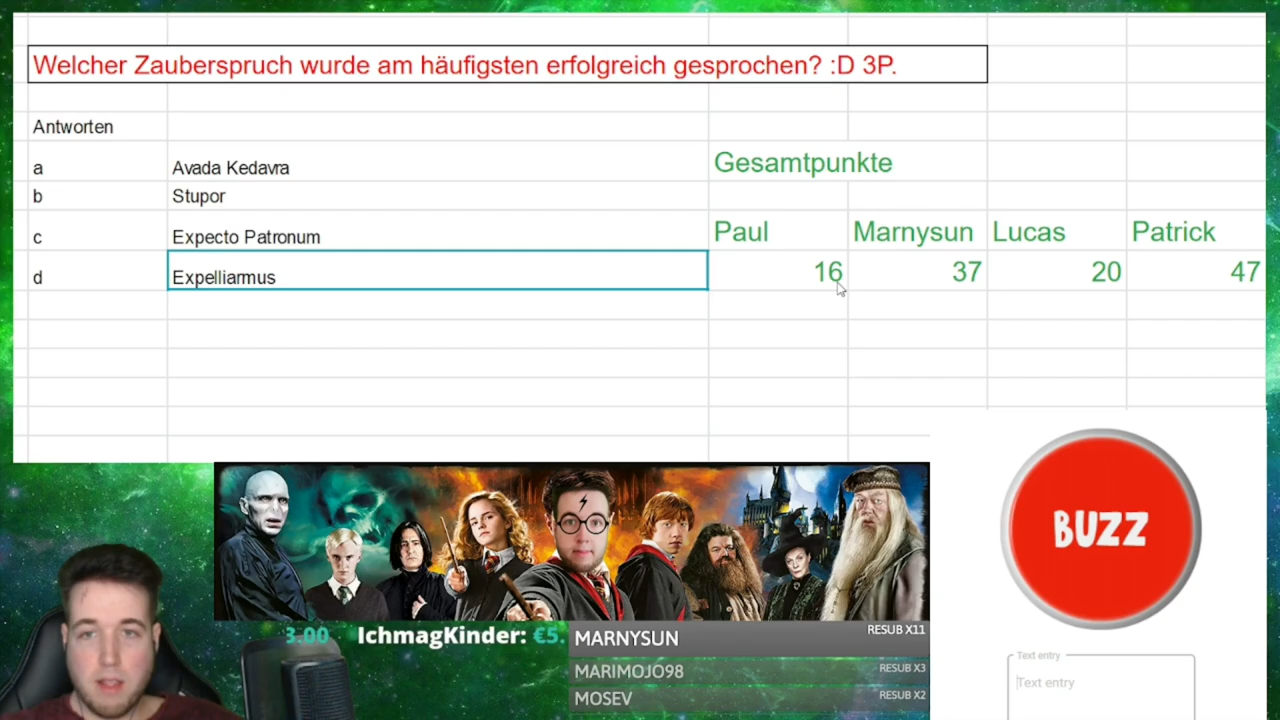 Welcher Zauberspruch wurde am häufigsten erfolgreich gesprochen? :D 3P.
Antworten
a Avada Kedavra
Gesamtpunkte
b Stupor
c Expecto Patronum
Paul Marnysun Lucas Patrick
d Expelliarmus
16 37 20 47
BUZZ
3.00 IchmagKinder: €5.
MARNYSUN RESUB X11
MARIMOJO98 RESUB X3
MOSEV RESUB X2
Text entry
Text entry